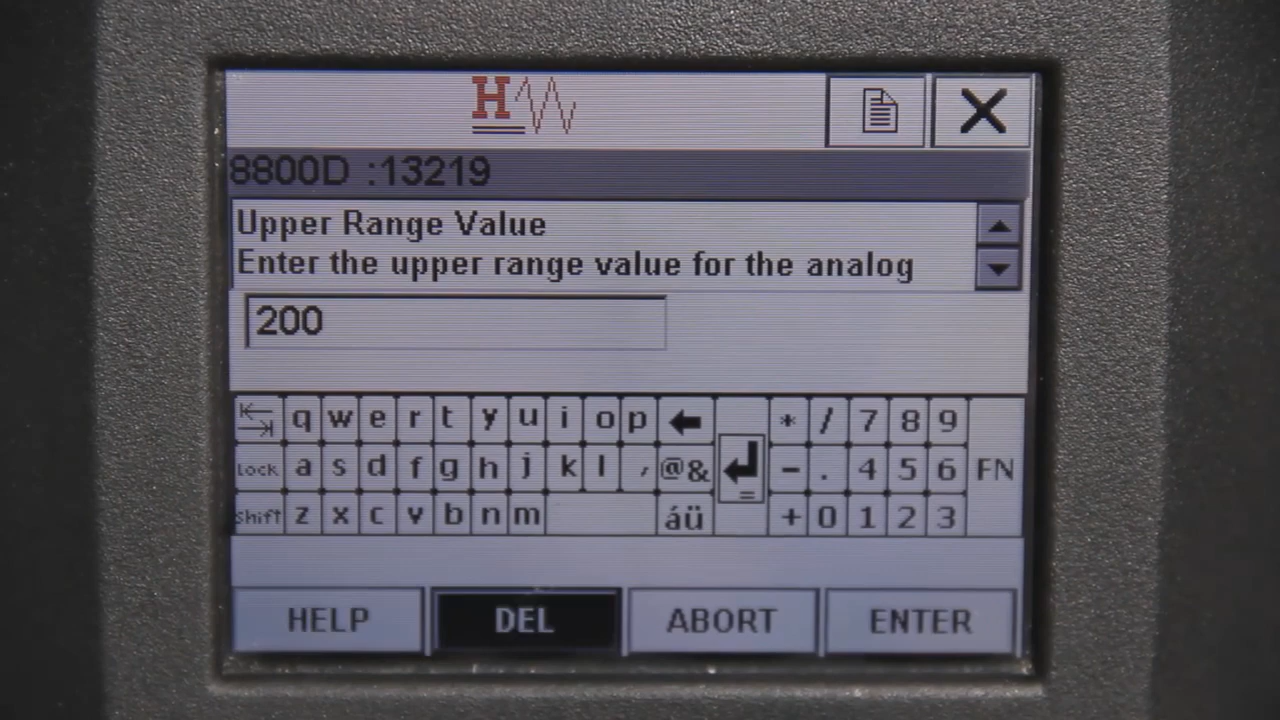 H
8800D :13219
Upper Range Value
Enter the upper range value for the analog
200
q w e r t y u i o p * / 7 8 9
Lock a s d f g h j k l , @& - . 4 5 6 FN
Shift z x c v b n m áü = + 0 1 2 3
HELP DEL ABORT ENTER